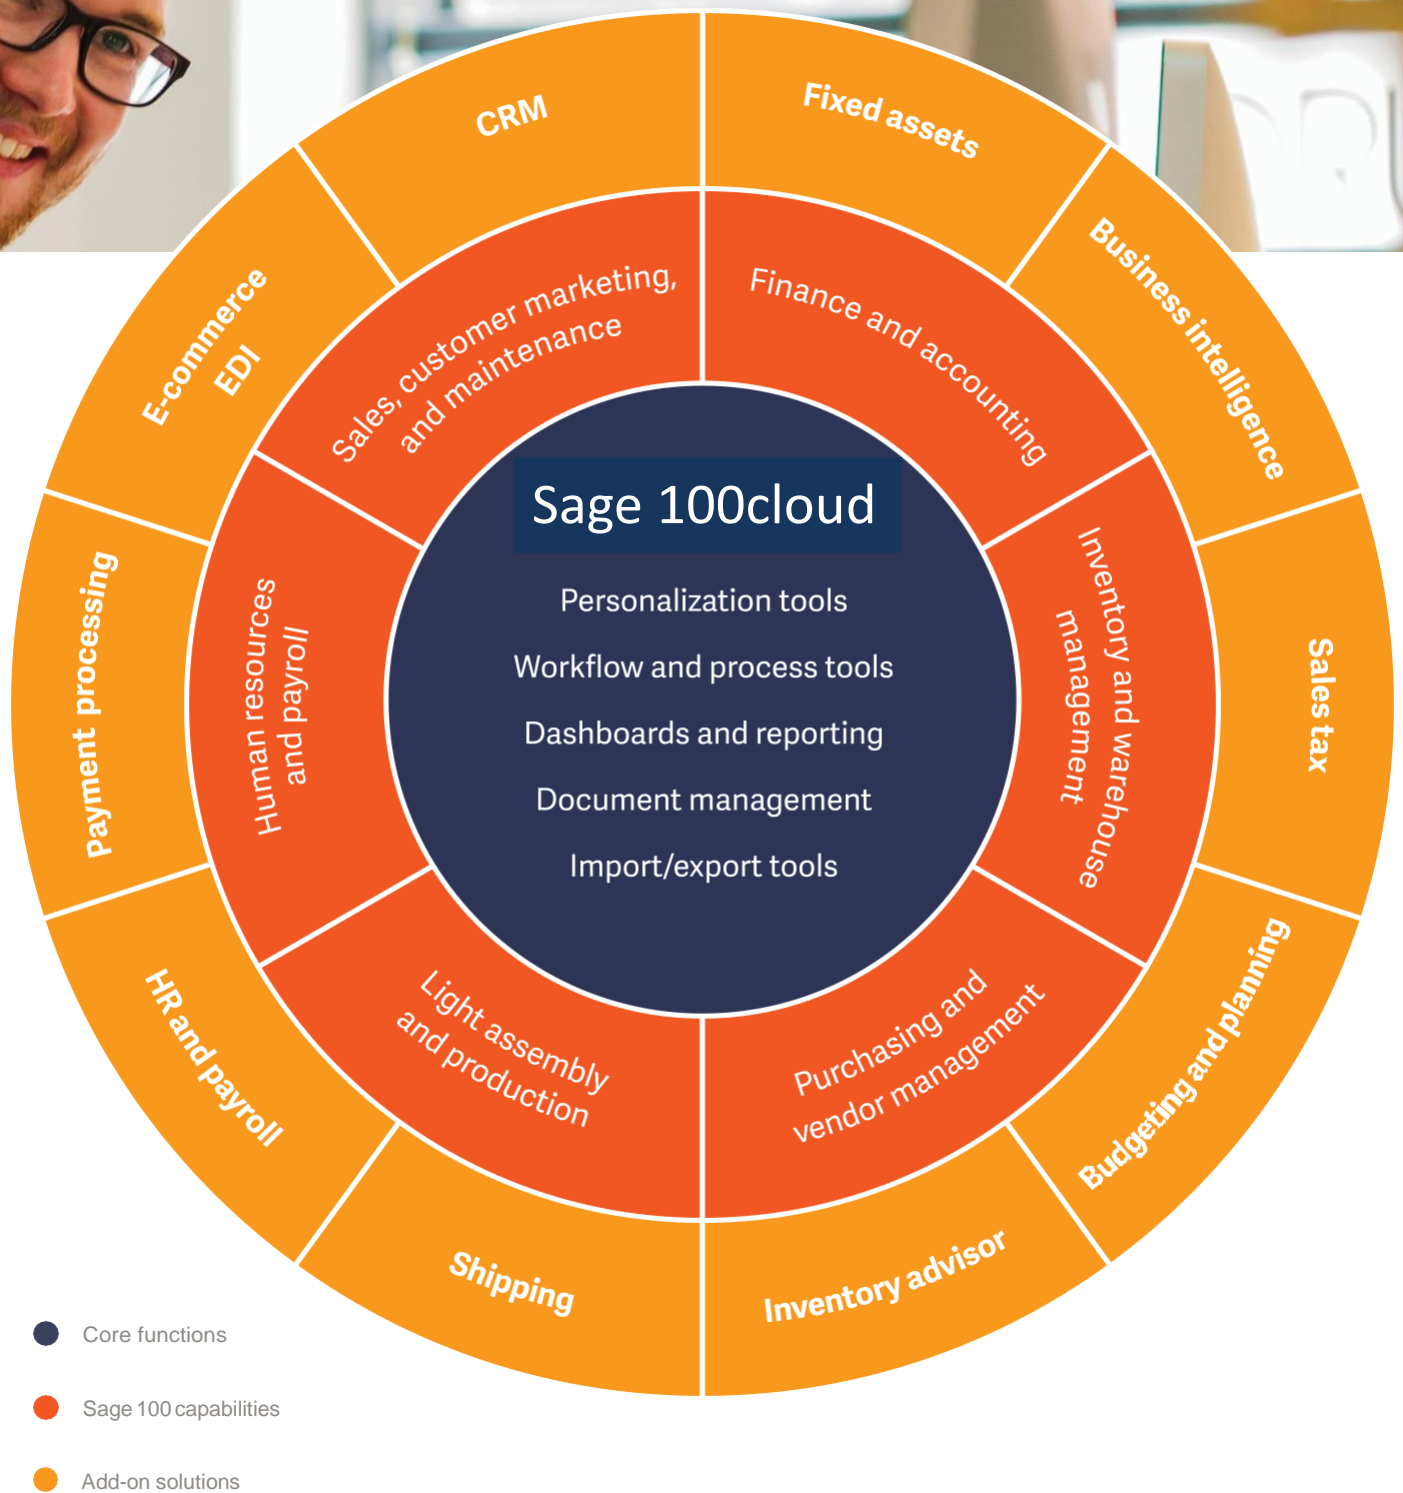 CRM
Fixed assets
Business intelligence
Sales tax
Budgeting and planning
Inventory advisor
Shipping
HR and payroll
Payment processing
E-commerce
EDI
Sales, customer marketing,
and maintenance
Finance and accounting
Inventory and warehouse
management
Purchasing and
vendor management
Light assembly
and production
Human resources
and payroll
Sage 100cloud
Personalization tools
Workflow and process tools
Dashboards and reporting
Document management
Import/export tools
Core functions
Sage 100 capabilities
Add-on solutions